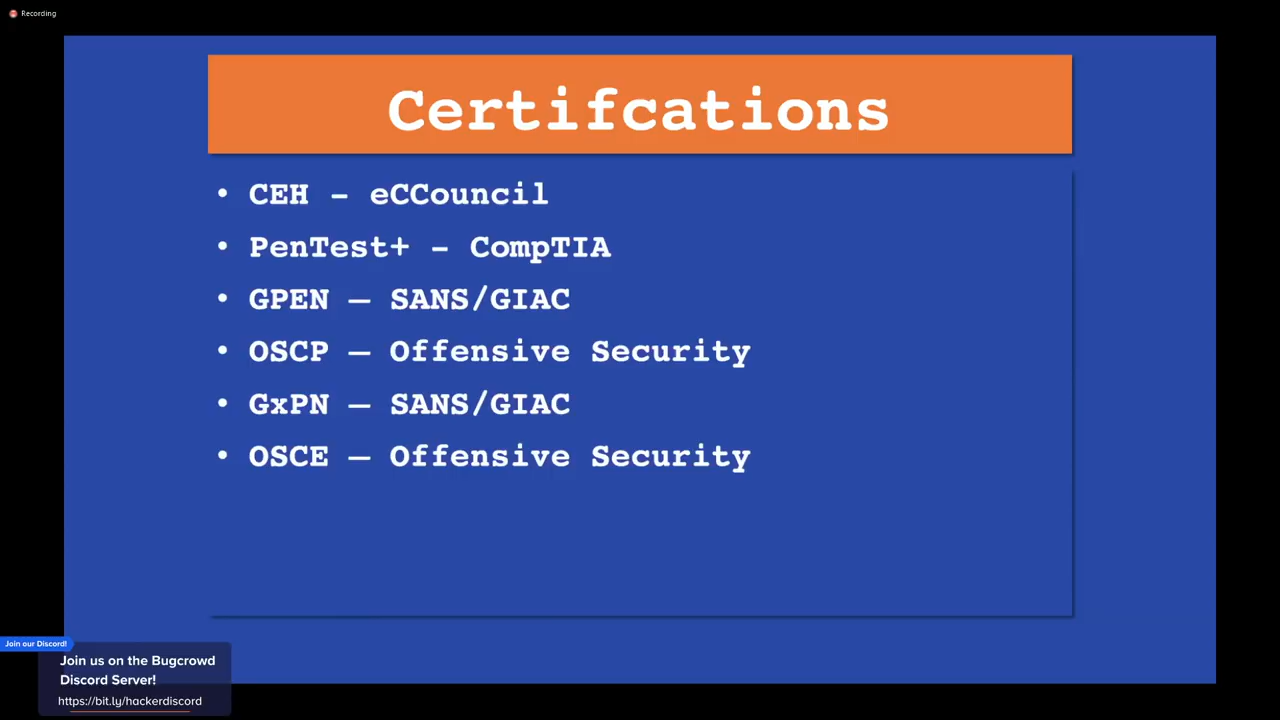 Recording
Certifcations
• CEH – eCCouncil
• PenTest+ – CompTIA
• GPEN — SANS/GIAC
• OSCP — Offensive Security
• GxPN — SANS/GIAC
• OSCE — Offensive Security
Join our Discord!
Join us on the Bugcrowd
Discord Server!
https://bit.ly/hackerdiscord